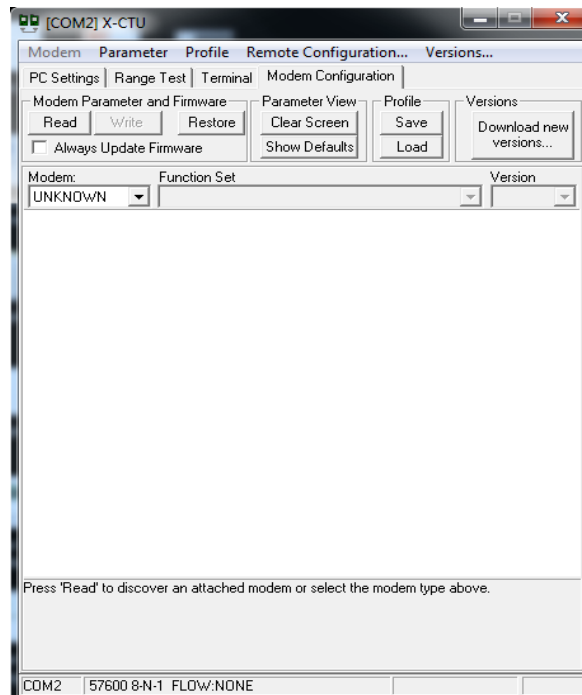 [COM2] X-CTU
Modem Parameter Profile Remote Configuration... Versions...
PC Settings Range Test Terminal Modem Configuration
Modem Parameter and Firmware Parameter View Profile Versions
Read Write Restore Clear Screen Save Download new versions...
Always Update Firmware Show Defaults Load
Modem: Function Set Version
UNKNOWN
Press 'Read' to discover an attached modem or select the modem type above.
COM2 57600 8-N-1 FLOW:NONE